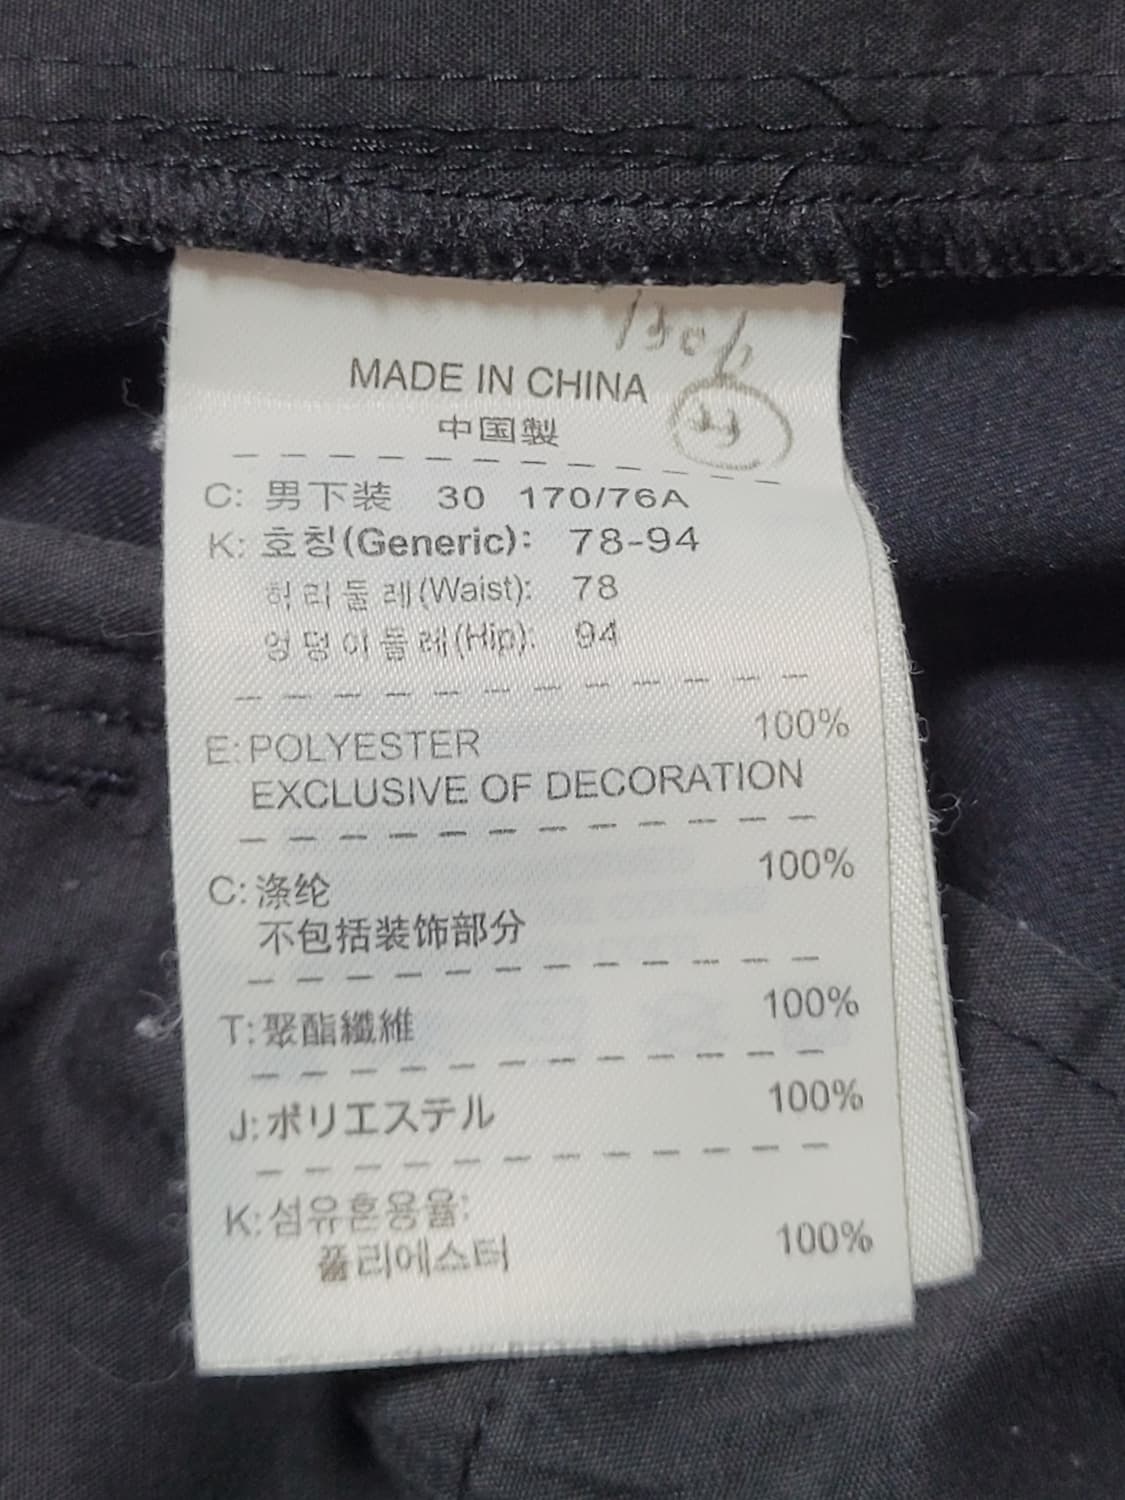 MADE IN CHINA
中国製
C: 男下装 30 170/76A
K: 호칭(Generic): 78-94
허리둘레(Waist): 78
엉덩이둘레(Hip): 94
E: POLYESTER 100%
EXCLUSIVE OF DECORATION
C: 涤纶 100%
不包括装饰部分
T: 聚酯纖維 100%
J: ポリエステル 100%
K: 섬유혼용율:
폴리에스터 100%